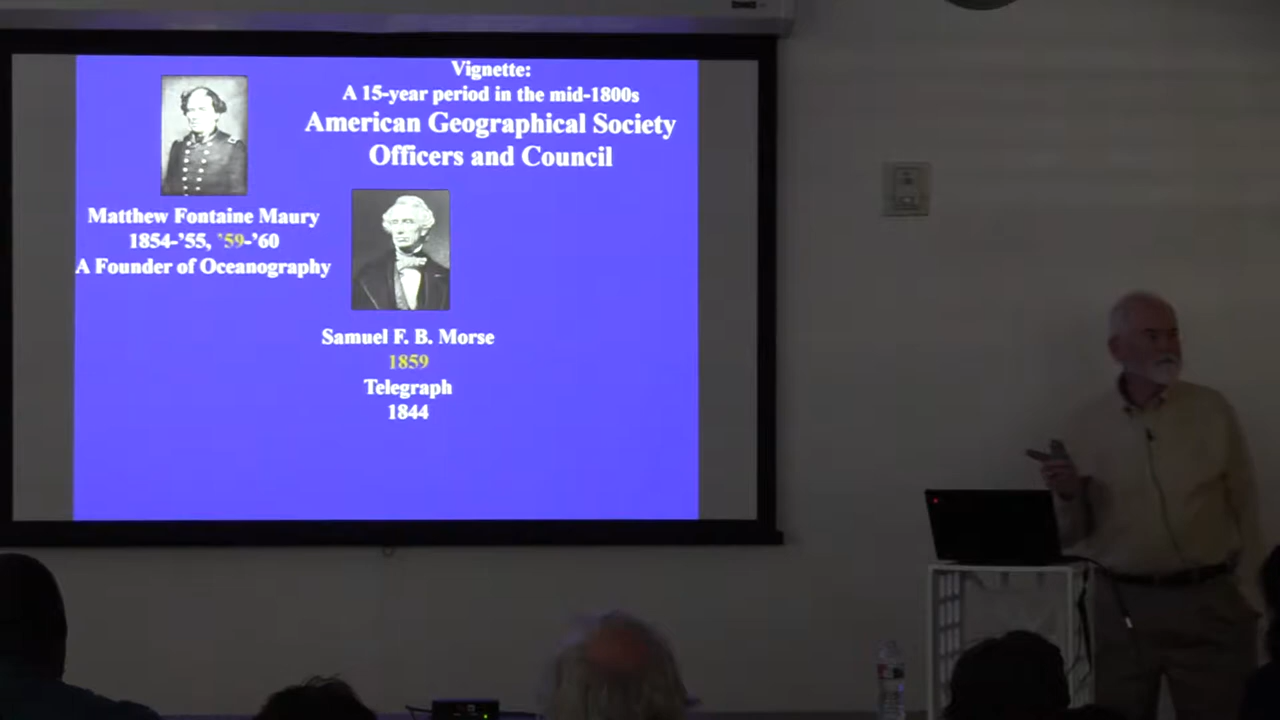 Vignette:
A 15-year period in the mid-1800s
American Geographical Society
Officers and Council
Matthew Fontaine Maury
1854-’55, ’59-’60
A Founder of Oceanography
Samuel F. B. Morse
1859
Telegraph
1844